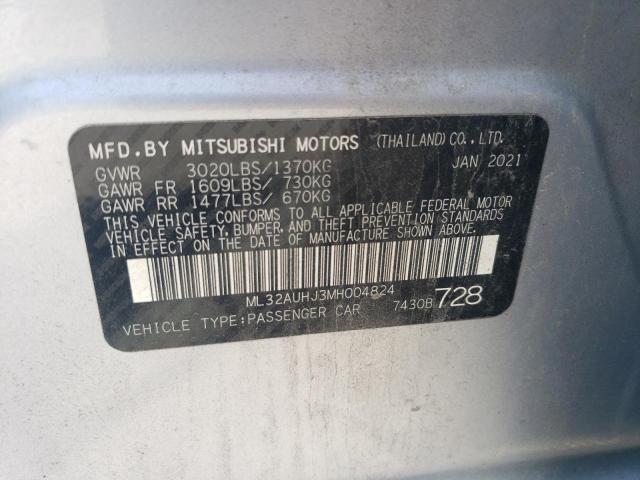 MFD.BY MITSUBISHI MOTORS (THAILAND) CO., LTD.
GVWR 3020LBS/1370KG JAN 2021
GAWR FR 1609LBS/ 730KG
GAWR RR 1477LBS/ 670KG
THIS VEHICLE CONFORMS TO ALL APPLICABLE FEDERAL MOTOR
VEHICLE SAFETY, BUMPER, AND THEFT PREVENTION STANDARDS
IN EFFECT ON THE DATE OF MANUFACTURE SHOWN ABOVE.
ML32AUHJ3MH004824
VEHICLE TYPE:PASSENGER CAR 7430B 728